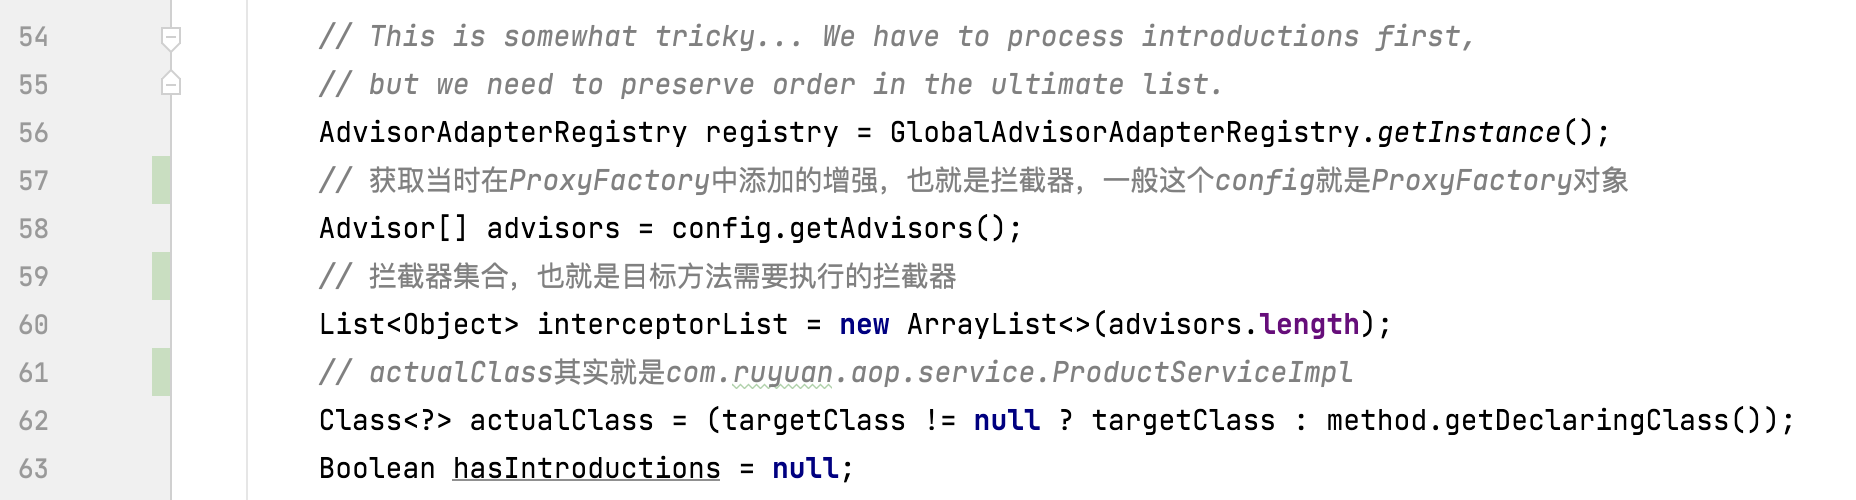 54 // This is somewhat tricky... We have to process introductions first,
55 // but we need to preserve order in the ultimate list.
56 AdvisorAdapterRegistry registry = GlobalAdvisorAdapterRegistry.getInstance();
57 // 获取当时在ProxyFactory中添加的增强，也就是拦截器，一般这个config就是ProxyFactory对象
58 Advisor[] advisors = config.getAdvisors();
59 // 拦截器集合，也就是目标方法需要执行的拦截器
60 List<Object> interceptorList = new ArrayList<>(advisors.length);
61 // actualClass其实就是com.ruyuan.aop.service.ProductServiceImpl
62 Class<?> actualClass = (targetClass != null ? targetClass : method.getDeclaringClass());
63 Boolean hasIntroductions = null;